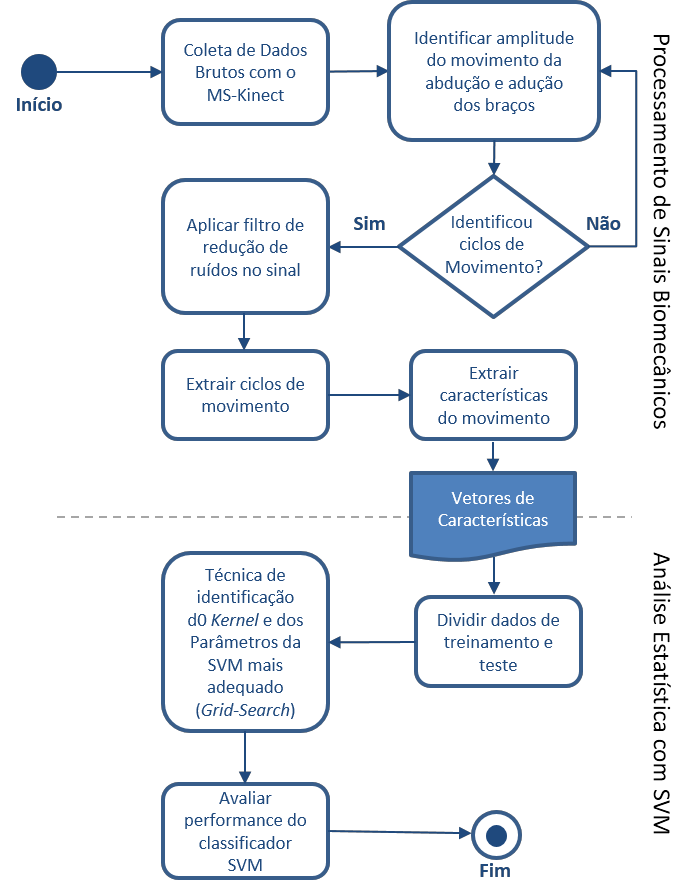 Início
Coleta de Dados
Brutos com o
MS-Kinect
Identificar amplitude
do movimento da
abdução e adução
dos braços
Identificou
ciclos de
Movimento?
Sim
Não
Aplicar filtro de
redução de
ruídos no sinal
Extrair ciclos de
movimento
Extrair
características
do movimento
Vetores de
Características
Processamento de Sinais Biomecânicos
Dividir dados de
treinamento e
teste
Técnica de
identificação
d0 Kernel e dos
Parâmetros da
SVM mais
adequado
(Grid-Search)
Avaliar
performance do
classificador
SVM
Fim
Análise Estatística com SVM